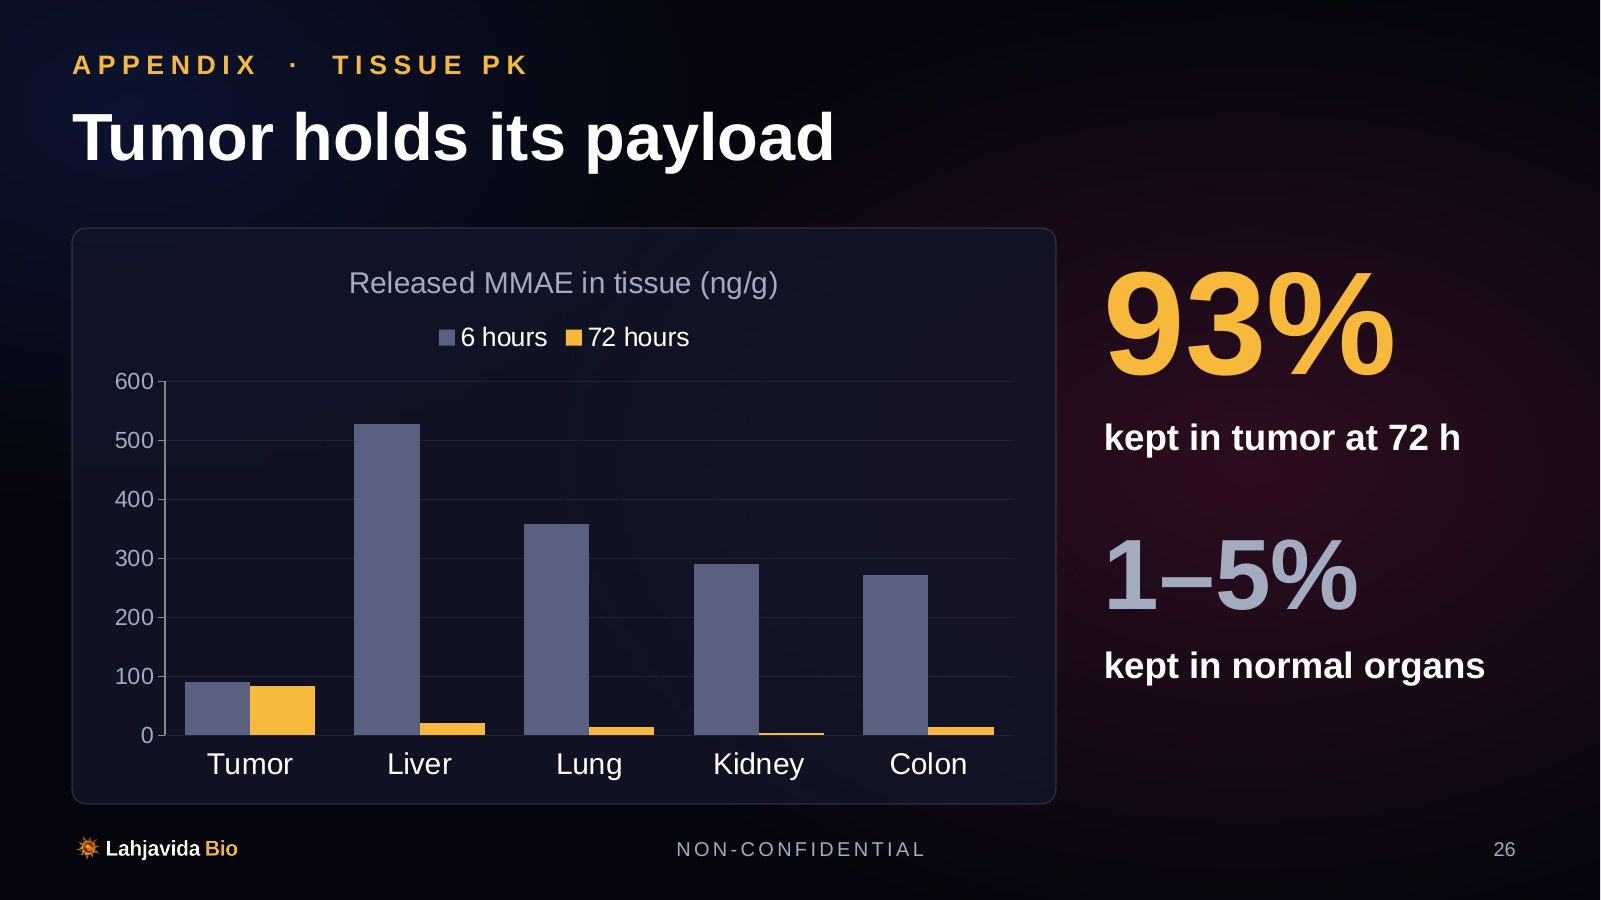 APPENDIX · TISSUE PK
Tumor holds its payload
Released MMAE in tissue (ng/g)
6 hours 72 hours
600
500
400
300
200
100
0
Tumor Liver Lung Kidney Colon
93%
kept in tumor at 72 h
1–5%
kept in normal organs
Lahjavida Bio
NON-CONFIDENTIAL
26